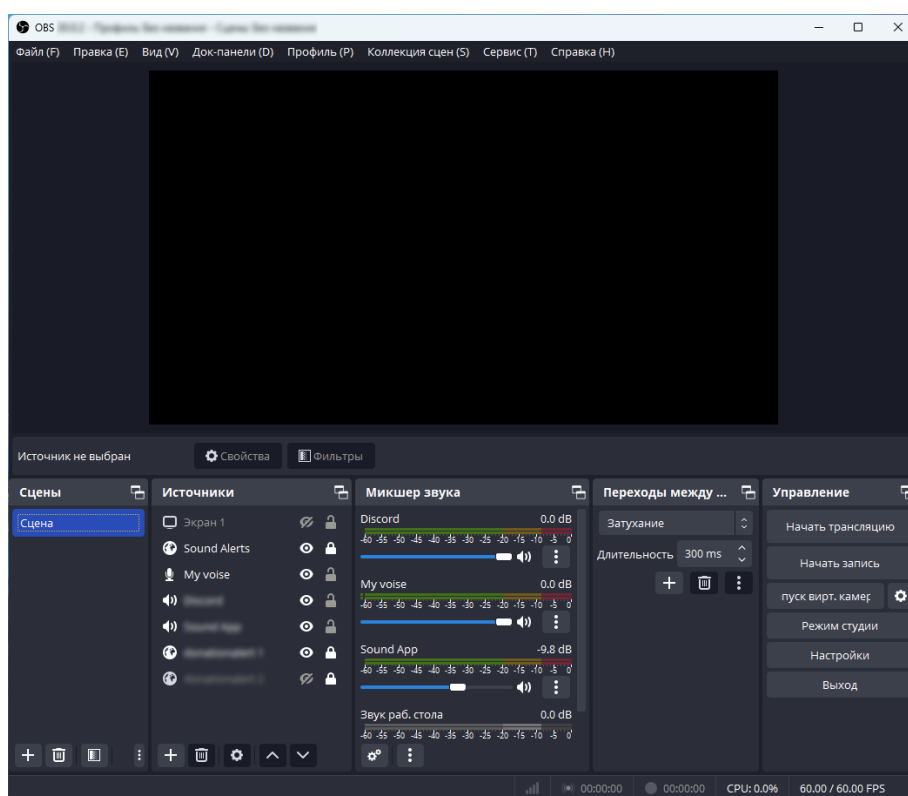 OBS
Файл (F) Правка (E) Вид (V) Док-панели (D) Профиль (P) Коллекция сцен (S) Сервис (T) Справка (H)
Источник не выбран Свойства Фильтры
Сцены
Сцена
Источники
Экран 1
Sound Alerts
My voise
Микшер звука
Discord 0.0 dB
-60 -55 -50 -45 -40 -35 -30 -25 -20 -15 -10 -5 0
My voise 0.0 dB
-60 -55 -50 -45 -40 -35 -30 -25 -20 -15 -10 -5 0
Sound App -9.8 dB
-60 -55 -50 -45 -40 -35 -30 -25 -20 -15 -10 -5 0
Звук раб. стола 0.0 dB
-60 -55 -50 -45 -40 -35 -30 -25 -20 -15 -10 -5 0
Переходы между ...
Затухание
Длительность 300 ms
Управление
Начать трансляцию
Начать запись
пуск вирт. камер
Режим студии
Настройки
Выход
00:00:00 00:00:00 CPU: 0.0% 60.00 / 60.00 FPS